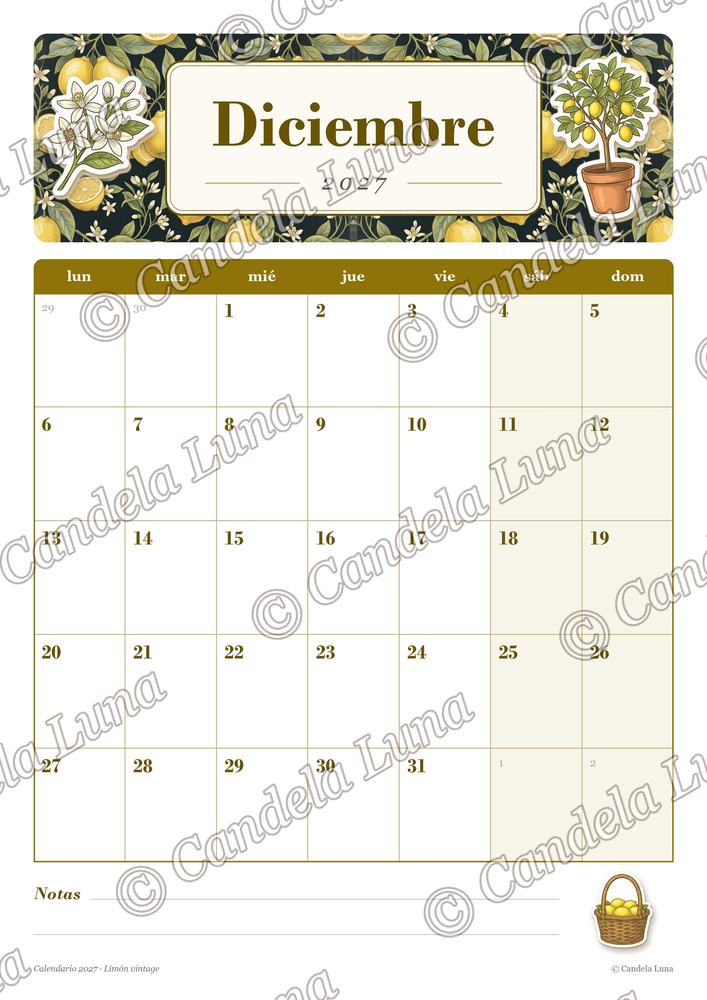 Diciembre
2027
lun mar mié jue vie sáb dom
29 30 1 2 3 4 5
6 7 8 9 10 11 12
13 14 15 16 17 18 19
20 21 22 23 24 25 26
27 28 29 30 31 1 2
Notas
Calendario 2027 · Limón vintage
© Candela Luna
© Candela Luna